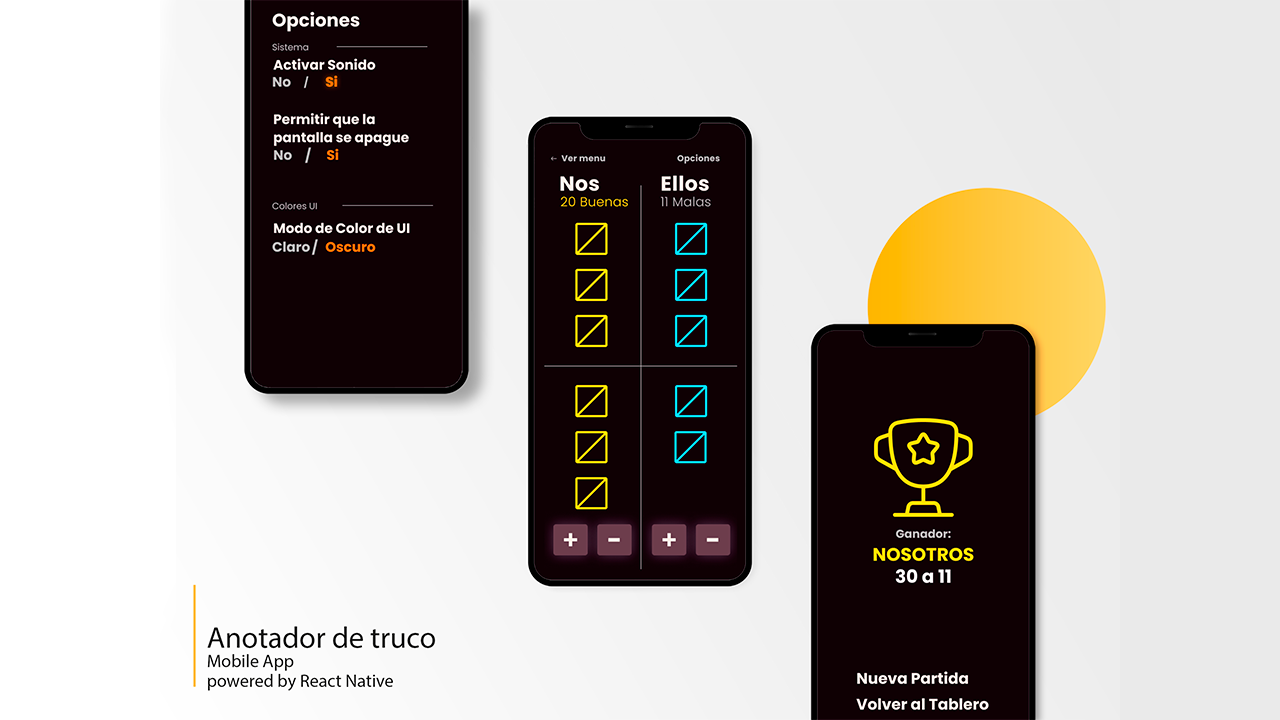 Opciones
Sistema
Activar Sonido
No / Si
Permitir que la
pantalla se apague
No / Si
Colores UI
Modo de Color de UI
Claro / Oscuro
← Ver menu
Opciones
Nos
Ellos
20 Buenas
11 Malas
+ - + -
Ganador:
NOSOTROS
30 a 11
Nueva Partida
Volver al Tablero
Anotador de truco
Mobile App
powered by React Native